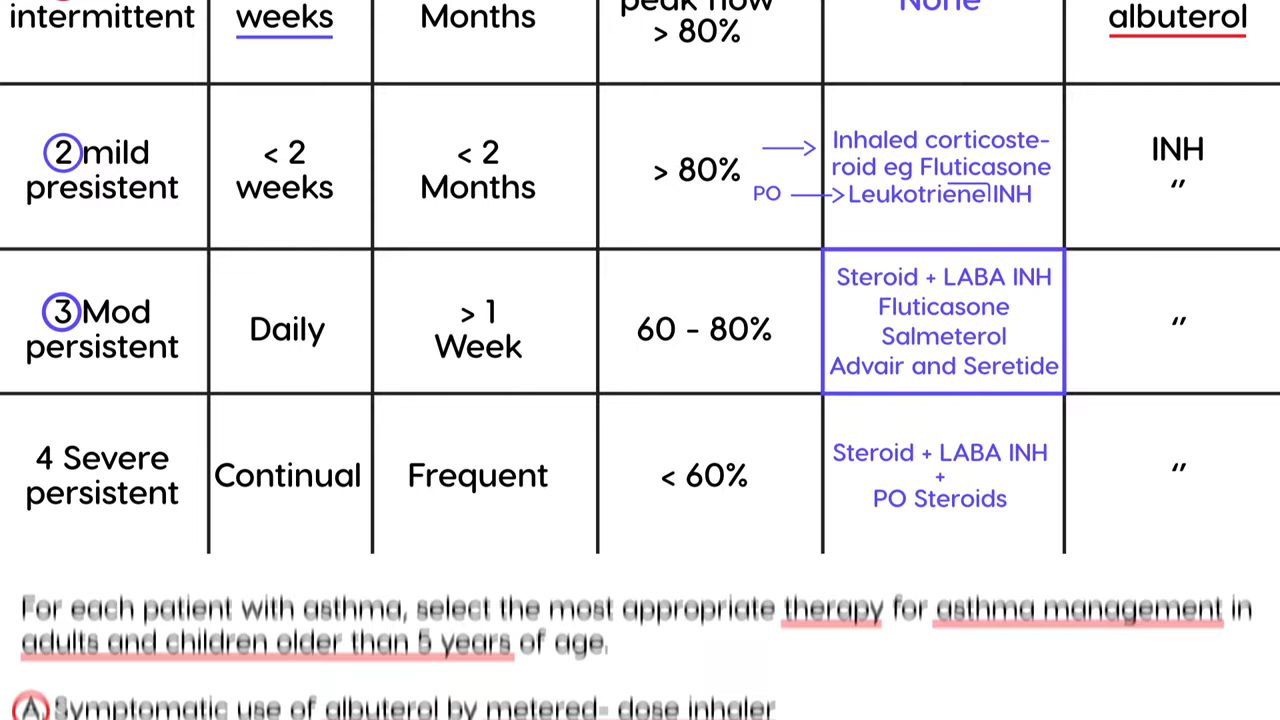 intermittent
weeks
Months
peak flow
> 80%
None
albuterol
2 mild
presistent
< 2
weeks
< 2
Months
> 80%
Inhaled corticoste-
roid eg Fluticasone
PO
Leukotriene INH
INH
〃
3 Mod
persistent
Daily
> 1
Week
60 - 80%
Steroid + LABA INH
Fluticasone
Salmeterol
Advair and Seretide
〃
4 Severe
persistent
Continual
Frequent
< 60%
Steroid + LABA INH
+
PO Steroids
〃
For each patient with asthma, select the most appropriate therapy for asthma management in
adults and children older than 5 years of age.
A. Symptomatic use of albuterol by metered- dose inhaler